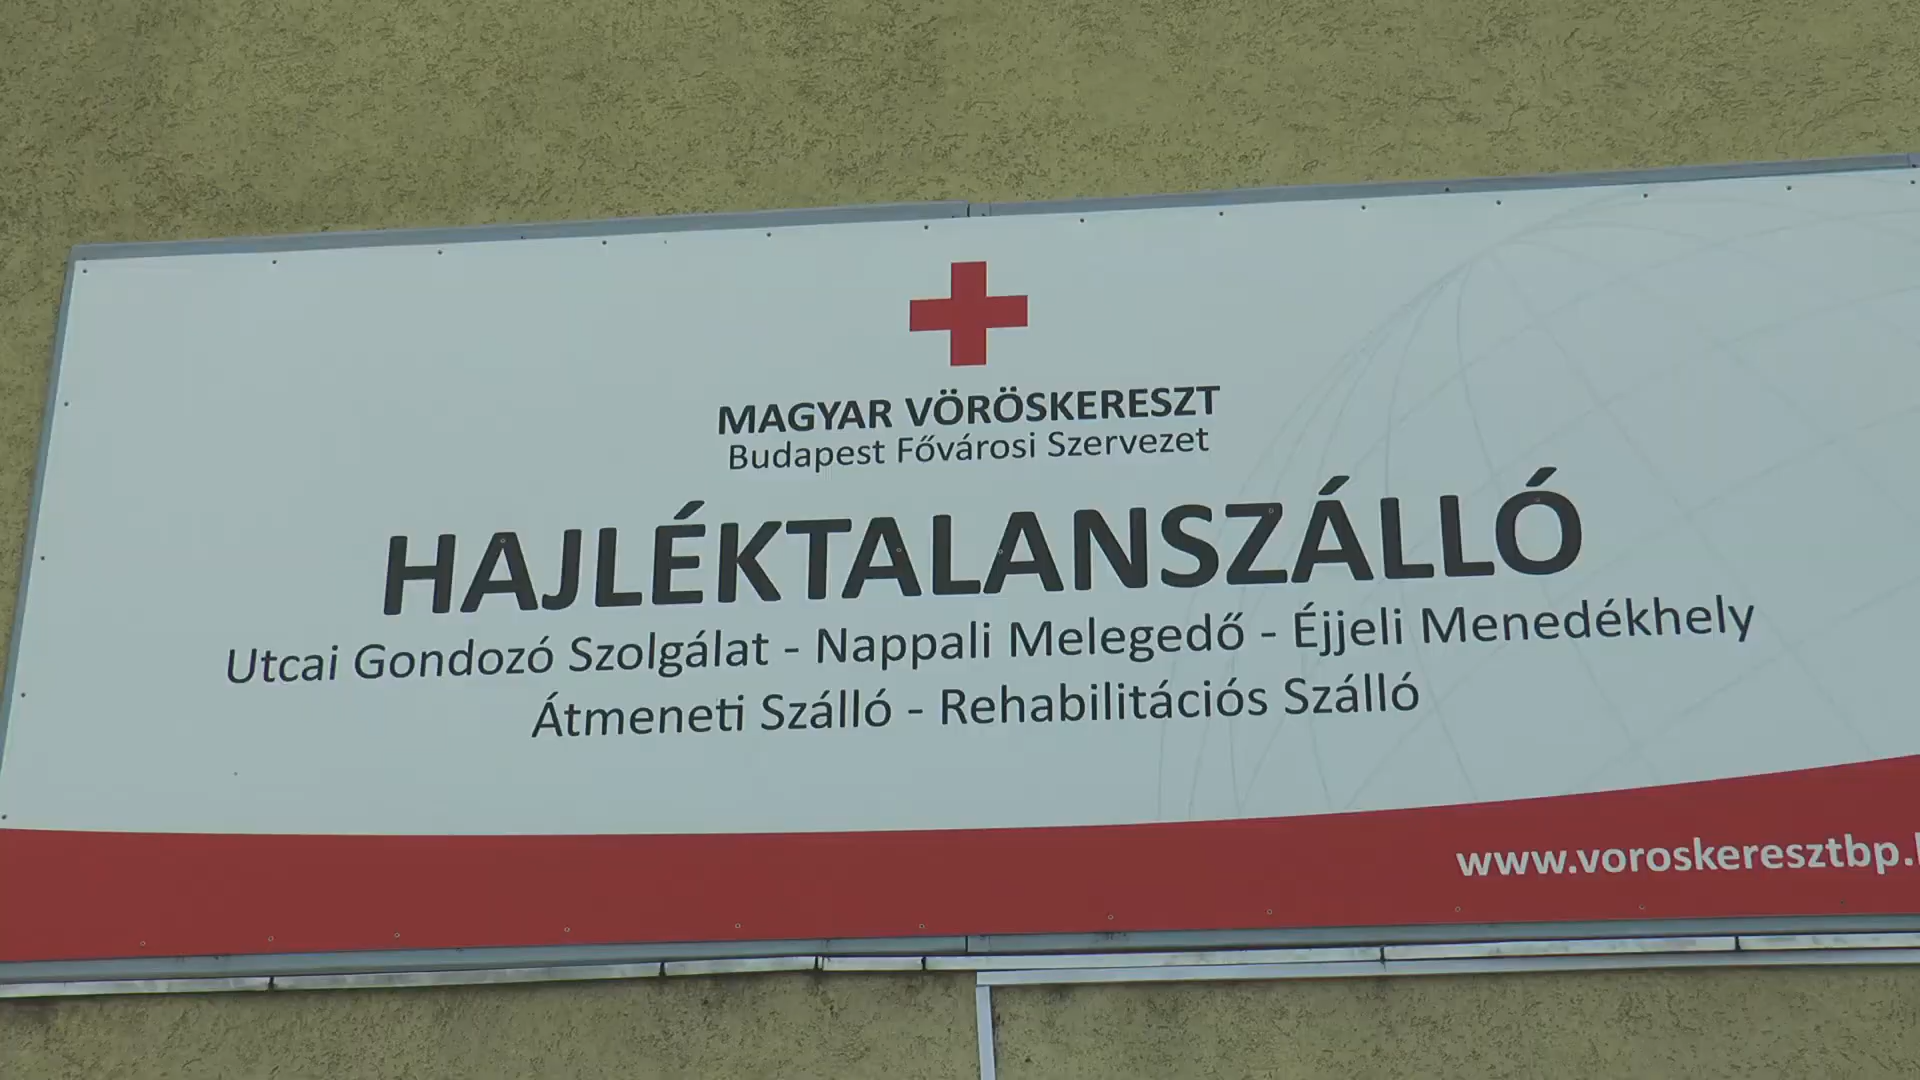 MAGYAR VÖRÖSKERESZT
Budapest Fővárosi Szervezet
HAJLÉKTALANSZÁLLÓ
Utcai Gondozó Szolgálat - Nappali Melegedő - Éjjeli Menedékhely
Átmeneti Szálló - Rehabilitációs Szálló
www.voroskeresztbp.